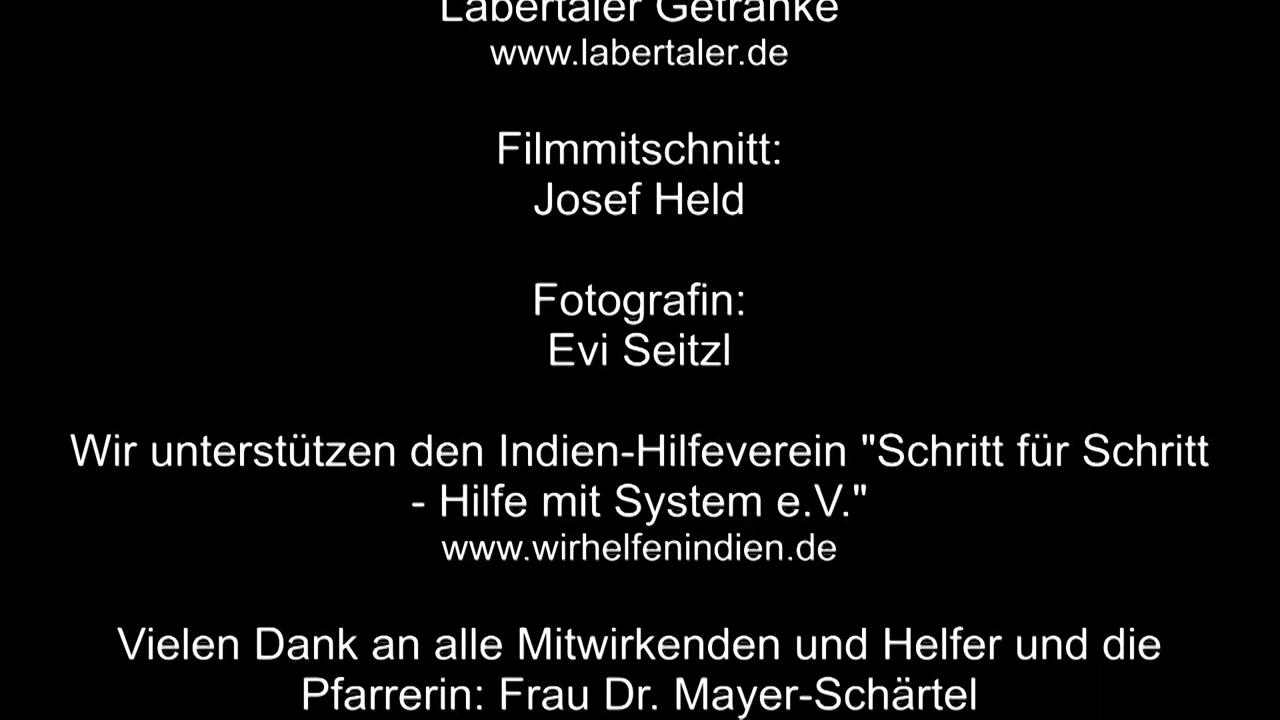 Labertaler Getränke
www.labertaler.de
Filmmitschnitt:
Josef Held
Fotografin:
Evi Seitzl
Wir unterstützen den Indien-Hilfeverein "Schritt für Schritt
- Hilfe mit System e.V."
www.wirhelfenindien.de
Vielen Dank an alle Mitwirkenden und Helfer und die
Pfarrerin: Frau Dr. Mayer-Schärtel